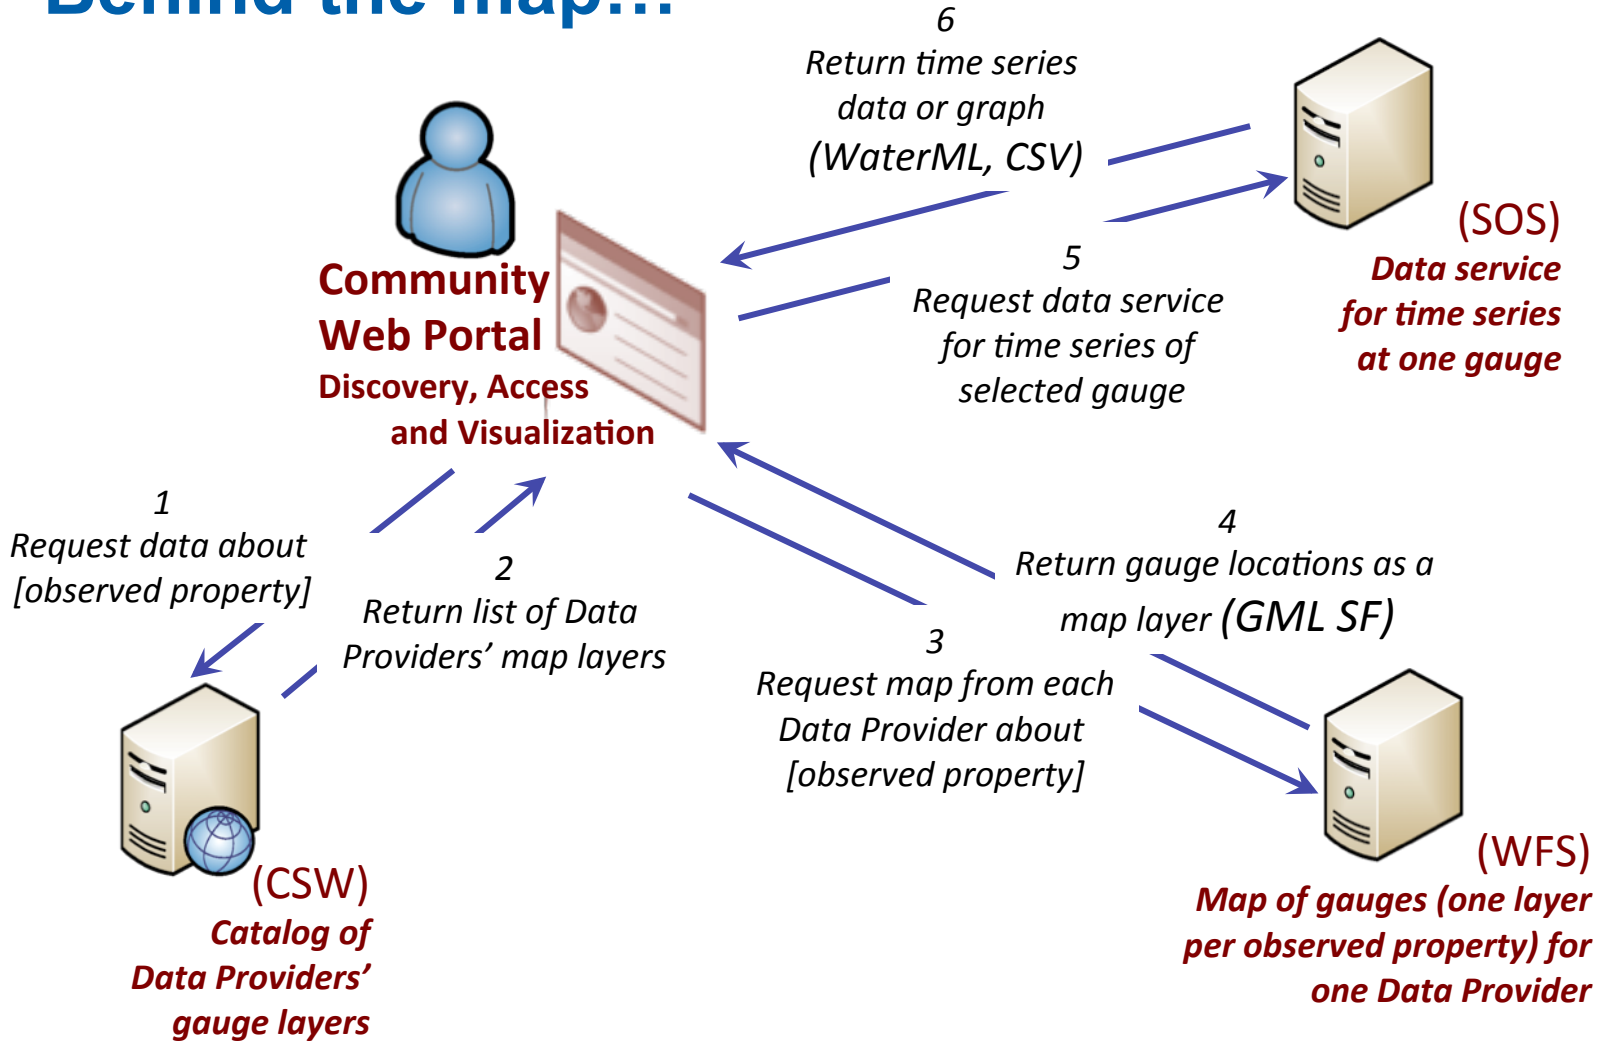 Behind the map...
6
Return time series
data or graph
(WaterML, CSV)
(SOS)
Data service
for time series
at one gauge
5
Request data service
for time series of
selected gauge
Community
Web Portal
Discovery, Access
and Visualization
1
Request data about
[observed property]
2
Return list of Data
Providers’ map layers
4
Return gauge locations as a
map layer (GML SF)
3
Request map from each
Data Provider about
[observed property]
(CSW)
Catalog of
Data Providers’
gauge layers
(WFS)
Map of gauges (one layer
per observed property) for
one Data Provider